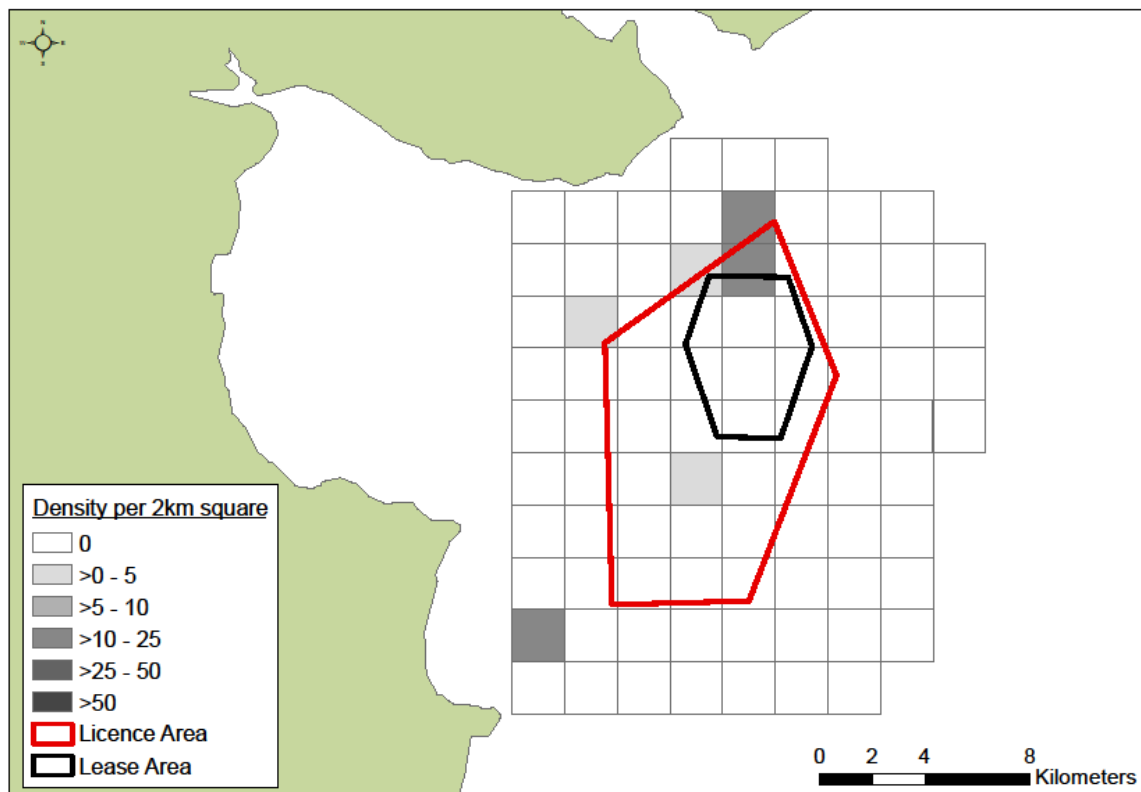 N
W
E
S
Density per 2km square
0
>0 - 5
>5 - 10
>10 - 25
>25 - 50
>50
Licence Area
Lease Area
0 2 4 8
Kilometers